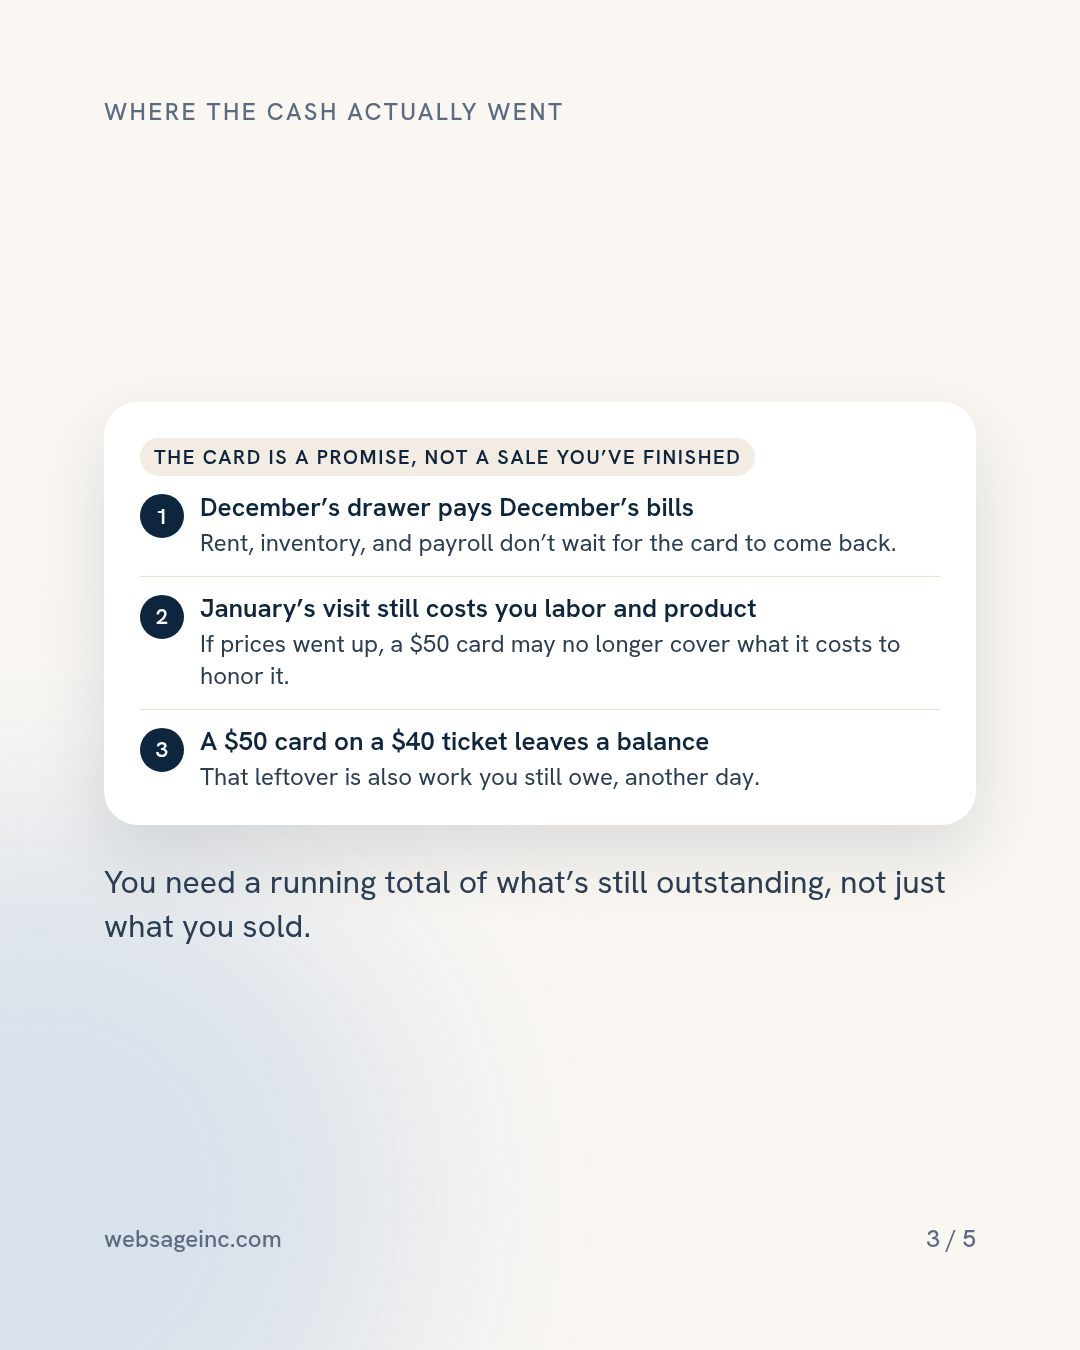 WHERE THE CASH ACTUALLY WENT
THE CARD IS A PROMISE, NOT A SALE YOU’VE FINISHED
1
December’s drawer pays December’s bills
Rent, inventory, and payroll don’t wait for the card to come back.
2
January’s visit still costs you labor and product
If prices went up, a $50 card may no longer cover what it costs to
honor it.
3
A $50 card on a $40 ticket leaves a balance
That leftover is also work you still owe, another day.
You need a running total of what’s still outstanding, not just
what you sold.
websageinc.com
3 / 5